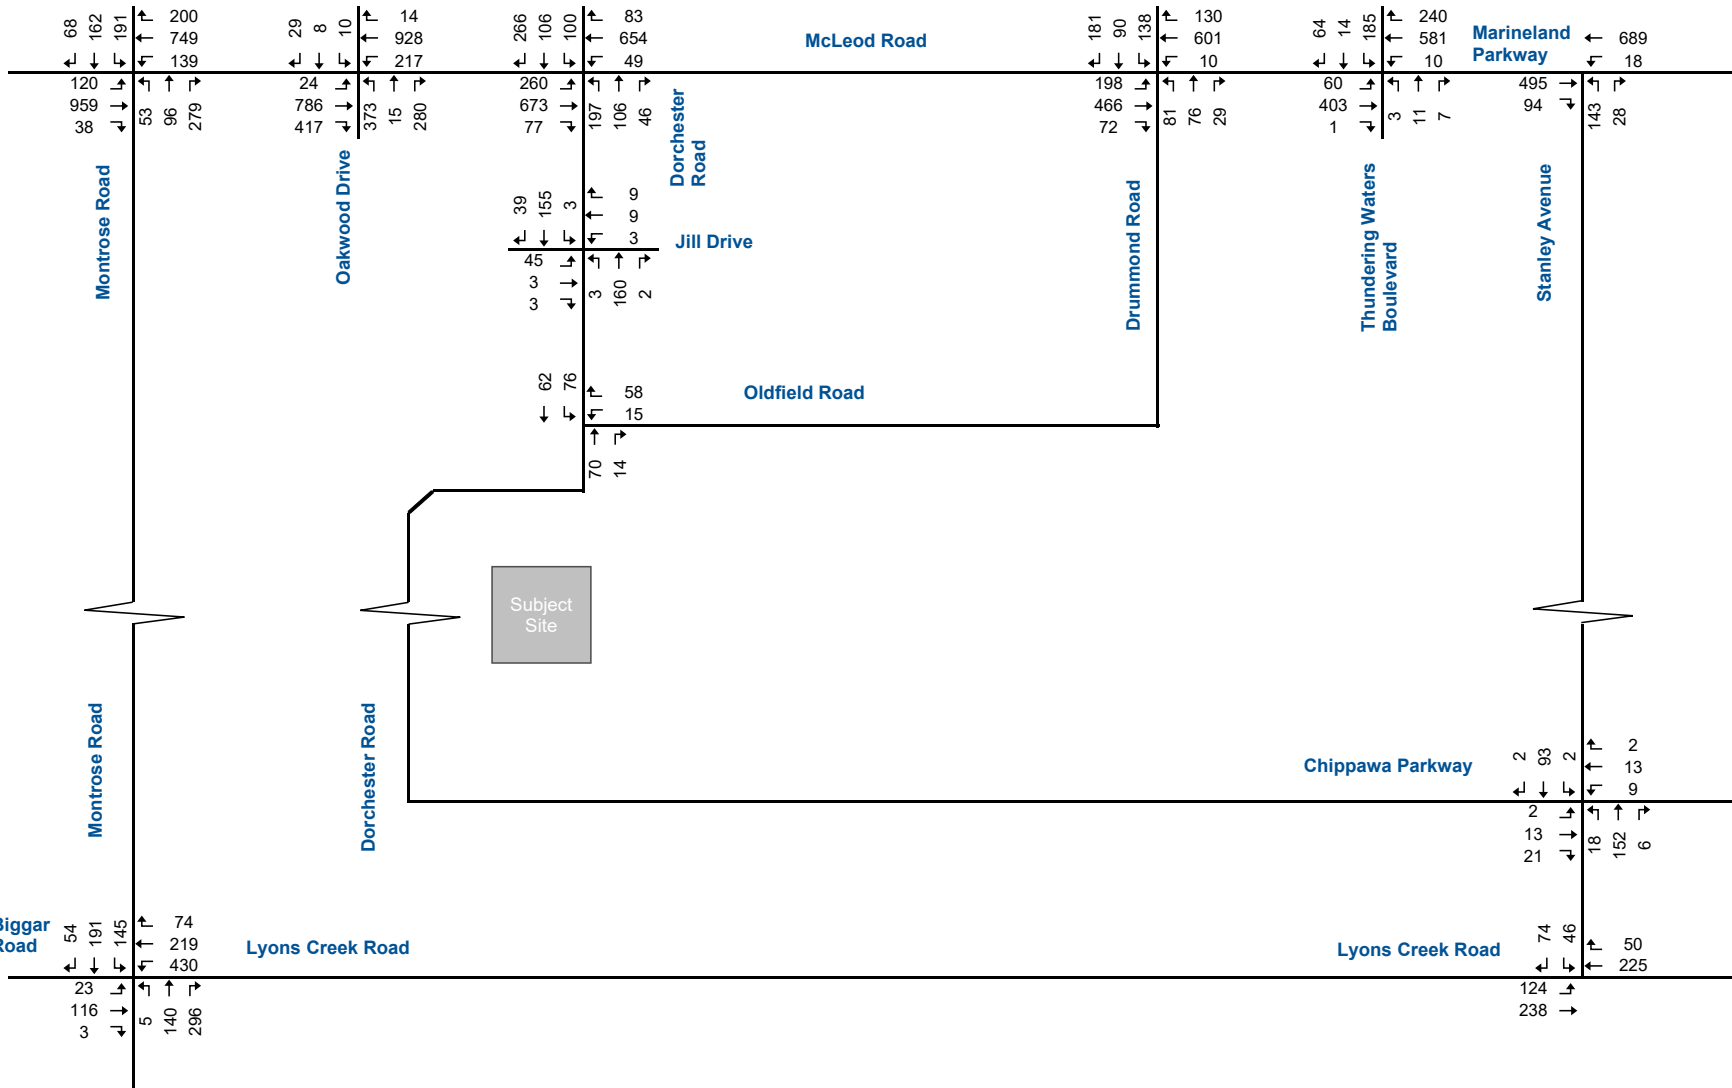 68 162 191 200
749
139
120
959
38
53 96 279
29 8 10 14
928
217
24
786
417
373 15 280
266 106 100 83
654
49
260
673
77
197 106 46
McLeod Road
181 90 138 130
601
10
198
466
72
81 76 29
64 14 185 240
581
10
60
403
1
3 11 7
Marineland
Parkway
689
18
495
94
143 28
Montrose Road
Oakwood Drive
Dorchester
Road
39 155 3 9
9
3
Jill Drive
45
3
3
3 160 2
Drummond Road
Thundering Waters
Boulevard
Stanley Avenue
62 76 58
15
Oldfield Road
70 14
Subject
Site
Montrose Road
Dorchester Road
Chippawa Parkway
2 93 2 2
13
9
2
13
21
18 152 6
Biggar
Road
54 191 145 74
219
430
Lyons Creek Road
23
116
3
5 140 296
Lyons Creek Road
74 46 50
225
124
238